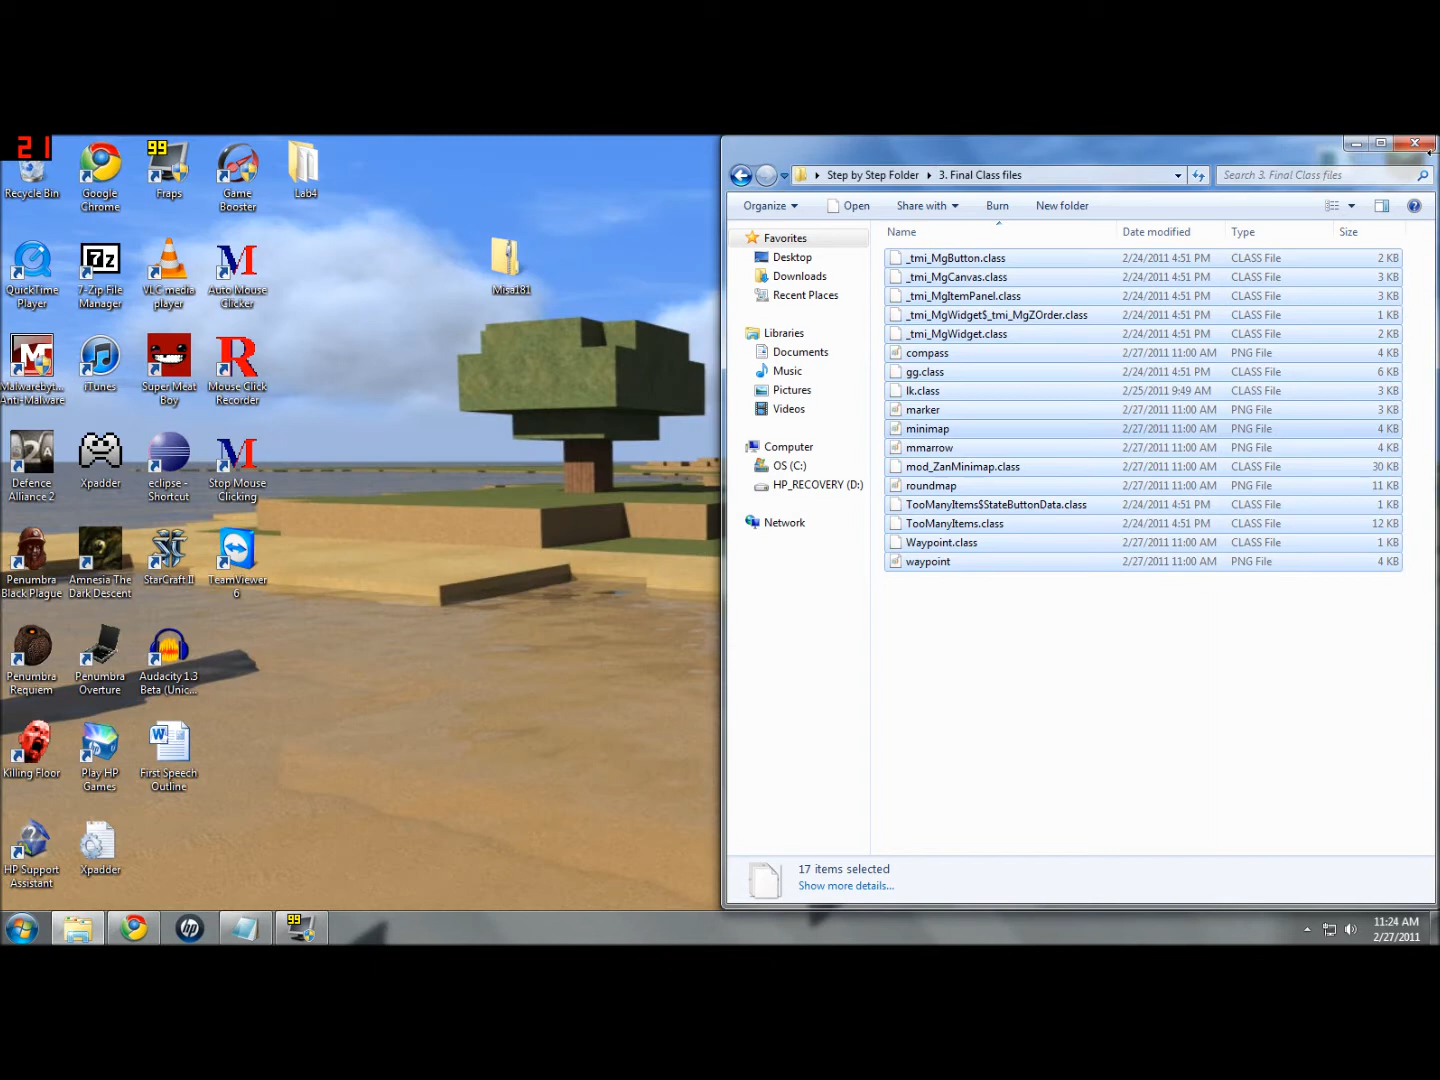 21
99
Recycle Bin
Google Chrome
Fraps
Game Booster
Lab4
QuickTime Player
7z
7-Zip File Manager
VLC media player
Auto Mouse Clicker
Misa181
Malwarebyt... Anti-Malware
iTunes
Super Meat Boy
Mouse Click Recorder
Defence Alliance 2
Xpadder
eclipse - Shortcut
Stop Mouse Clicking
Penumbra Black Plague
Amnesia The Dark Descent
StarCraft II
TeamViewer 6
Penumbra Requiem
Penumbra Overture
Audacity 1.3 Beta (Unic...
Killing Floor
Play HP Games
First Speech Outline
HP Support Assistant
Xpadder
Step by Step Folder 3. Final Class files
Search 3. Final Class files
Organize Open Share with Burn New folder
Favorites
Desktop
Downloads
Recent Places
Libraries
Documents
Music
Pictures
Videos
Computer
OS (C:)
HP_RECOVERY (D:)
Network
Name Date modified Type Size
_tmi_MgButton.class 2/24/2011 4:51 PM CLASS File 2 KB
_tmi_MgCanvas.class 2/24/2011 4:51 PM CLASS File 3 KB
_tmi_MgItemPanel.class 2/24/2011 4:51 PM CLASS File 3 KB
_tmi_MgWidget$_tmi_MgZOrder.class 2/24/2011 4:51 PM CLASS File 1 KB
_tmi_MgWidget.class 2/24/2011 4:51 PM CLASS File 2 KB
compass 2/27/2011 11:00 AM PNG File 4 KB
gg.class 2/24/2011 4:51 PM CLASS File 6 KB
lk.class 2/25/2011 9:49 AM CLASS File 3 KB
marker 2/27/2011 11:00 AM PNG File 3 KB
minimap 2/27/2011 11:00 AM PNG File 4 KB
mmarrow 2/27/2011 11:00 AM PNG File 4 KB
mod_ZanMinimap.class 2/27/2011 11:00 AM CLASS File 30 KB
roundmap 2/27/2011 11:00 AM PNG File 11 KB
TooManyItems$StateButtonData.class 2/24/2011 4:51 PM CLASS File 1 KB
TooManyItems.class 2/24/2011 4:51 PM CLASS File 12 KB
Waypoint.class 2/27/2011 11:00 AM CLASS File 1 KB
waypoint 2/27/2011 11:00 AM PNG File 4 KB
17 items selected
Show more details...
hp
99
11:24 AM
2/27/2011